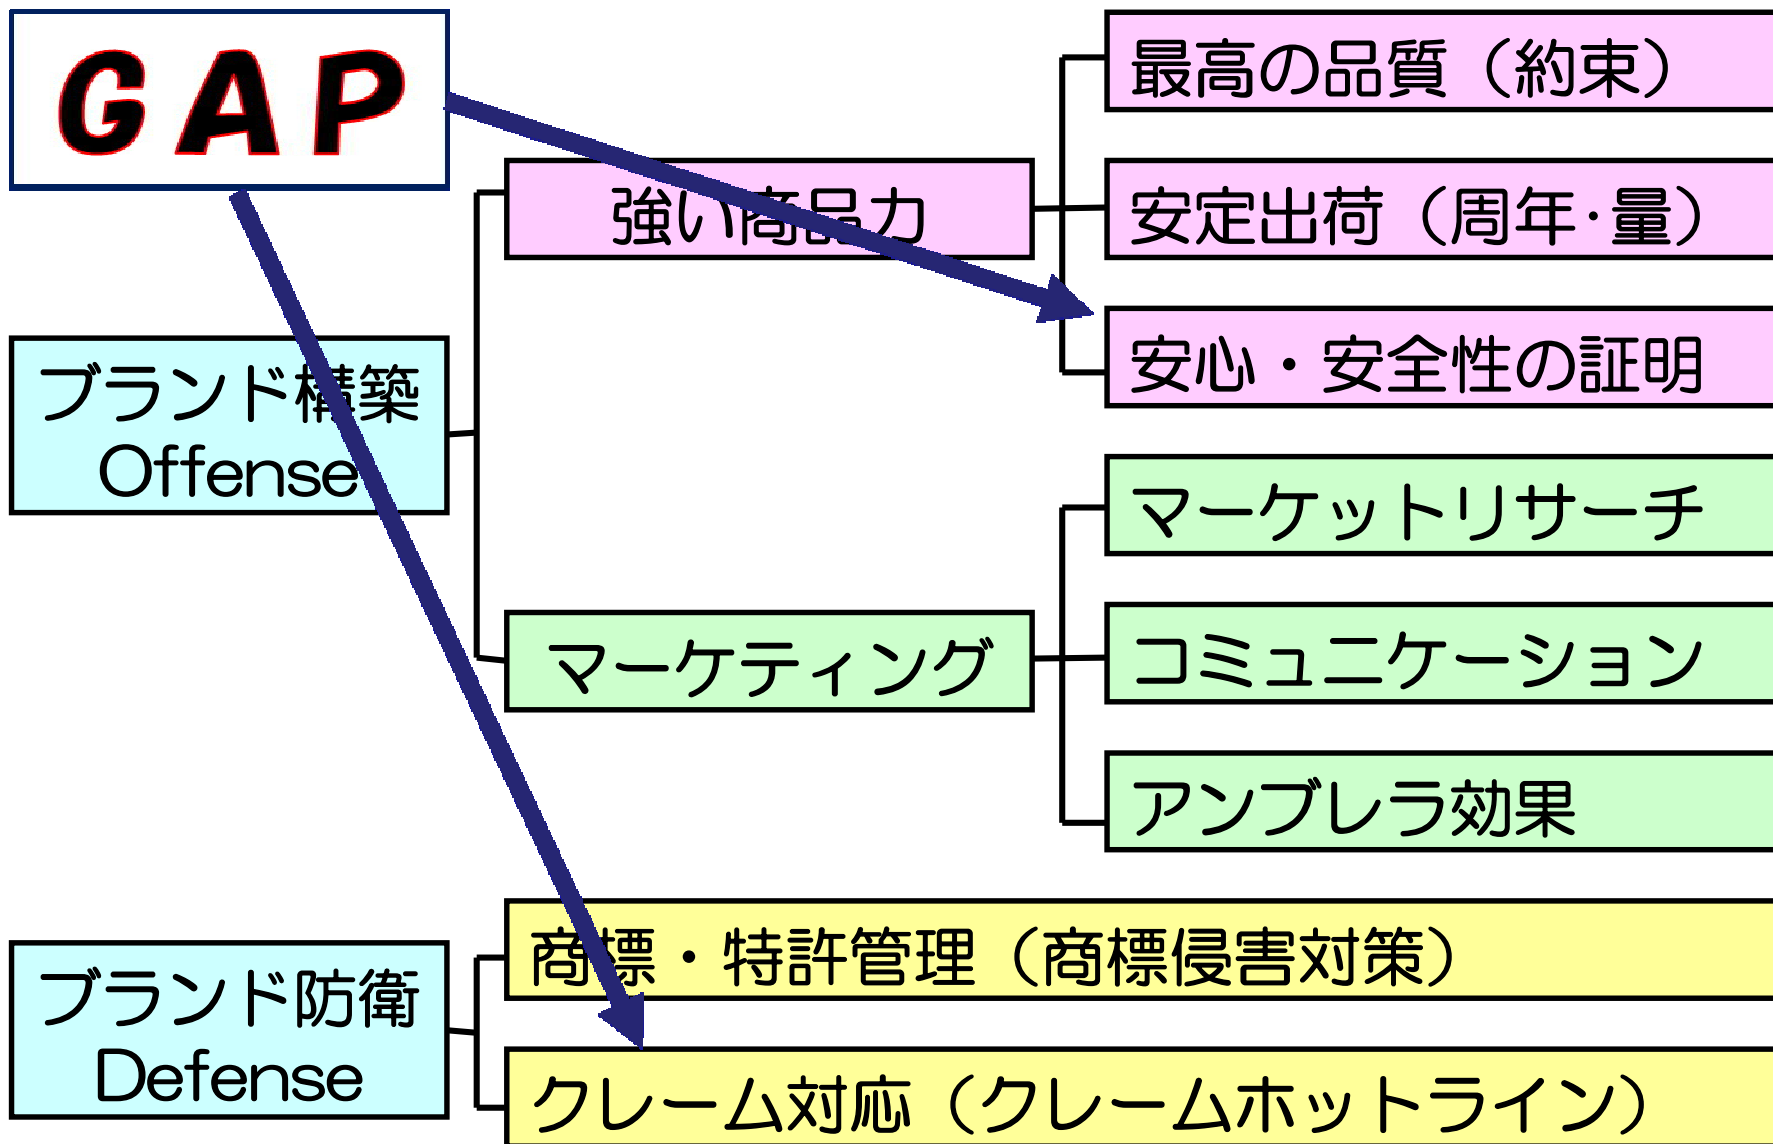 GAP
最高の品質（約束）
強い商品力
安定出荷（周年・量）
安心・安全性の証明
ブランド構築
Offense
マーケットリサーチ
マーケティング
コミュニケーション
アンブレラ効果
商標・特許管理（商標侵害対策）
ブランド防衛
Defense
クレーム対応（クレームホットライン）